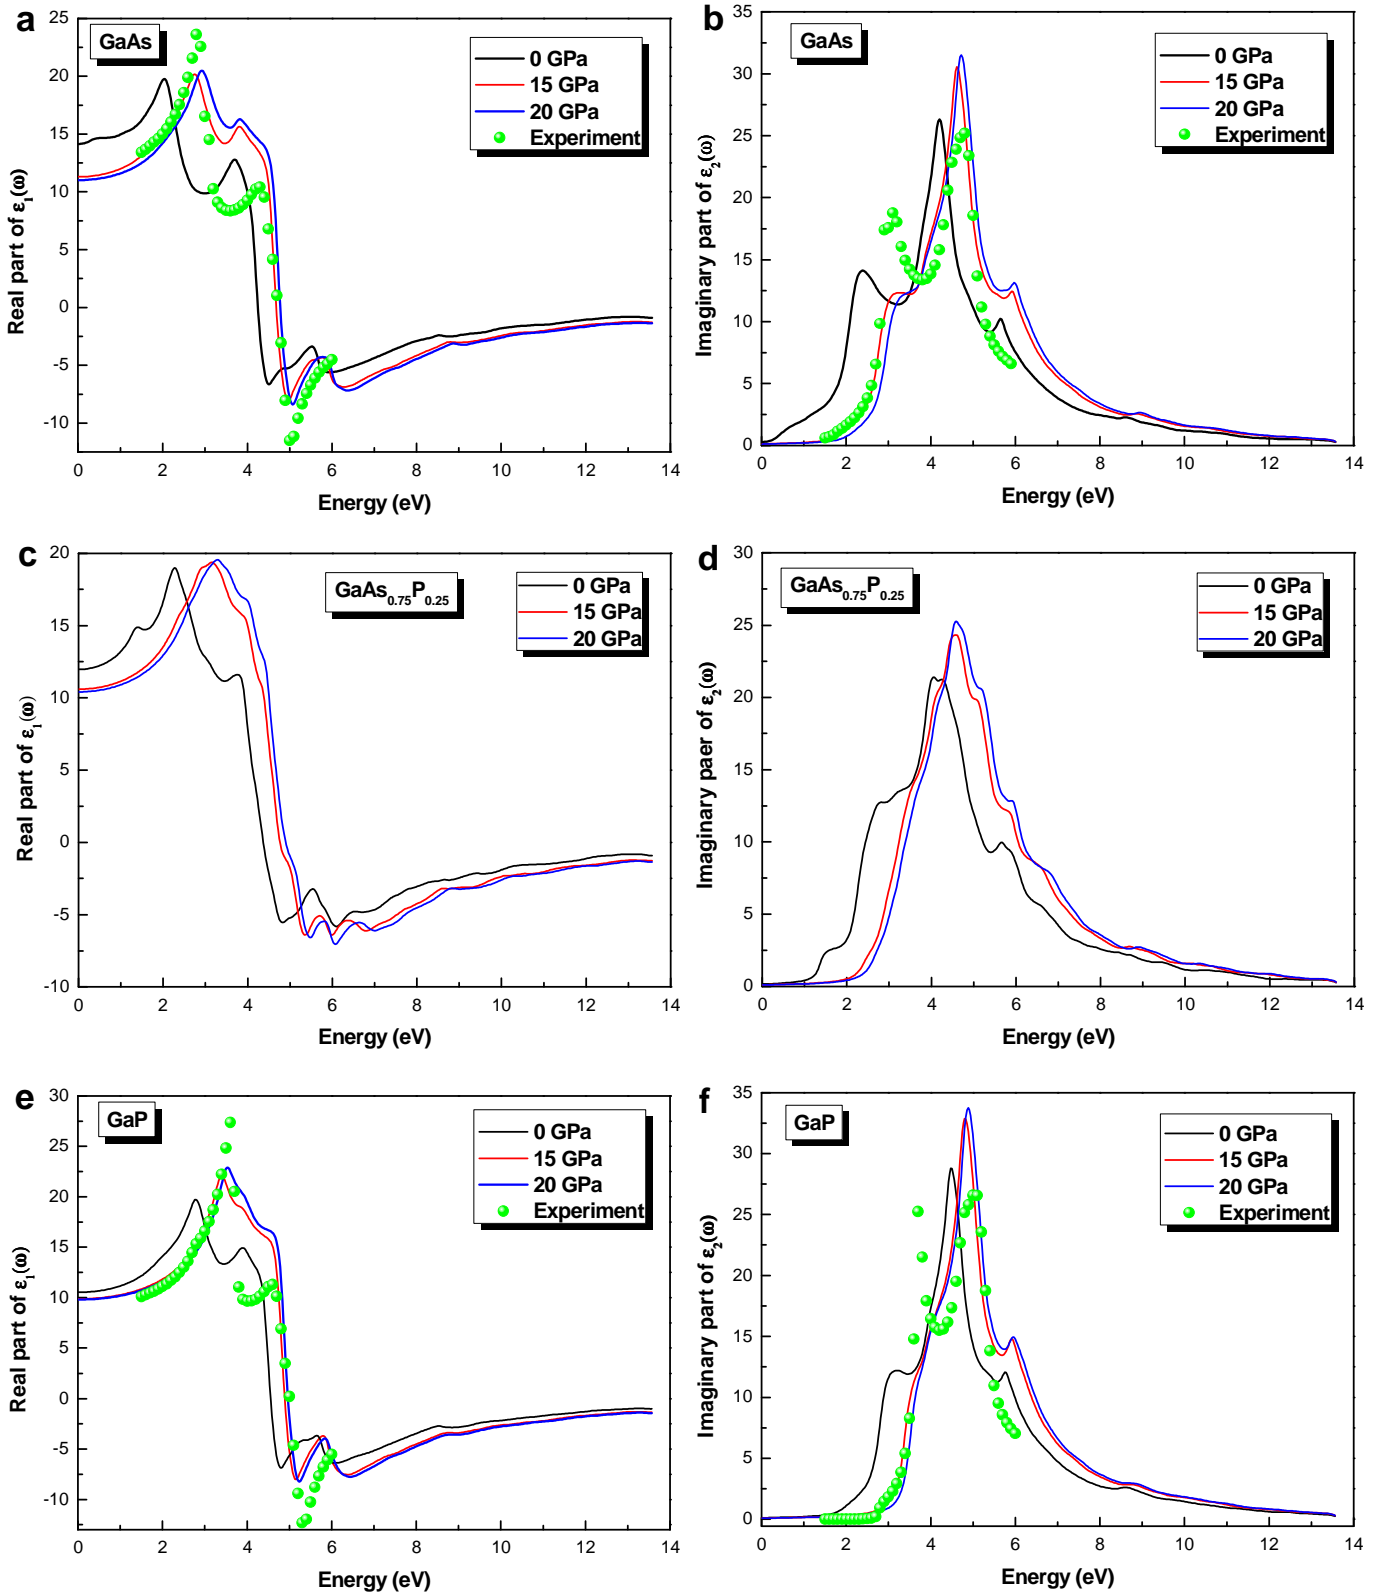 a
GaAs
0 GPa
15 GPa
20 GPa
Experiment
Real part of ε₁(ω)
25
20
15
10
5
0
-5
-10
0 2 4 6 8 10 12 14
Energy (eV)
b
GaAs
0 GPa
15 GPa
20 GPa
Experiment
Imaginary part of ε₂(ω)
35
30
25
20
15
10
5
0
0 2 4 6 8 10 12 14
Energy (eV)
c
GaAs₀.₇₅P₀.₂₅
0 GPa
15 GPa
20 GPa
Real part of ε₁(ω)
20
15
10
5
0
-5
-10
0 2 4 6 8 10 12 14
Energy (eV)
d
GaAs₀.₇₅P₀.₂₅
0 GPa
15 GPa
20 GPa
Imaginary paer of ε₂(ω)
30
25
20
15
10
5
0
0 2 4 6 8 10 12 14
Energy (eV)
e
GaP
0 GPa
15 GPa
20 GPa
Experiment
Real part of ε₁(ω)
30
25
20
15
10
5
0
-5
-10
0 2 4 6 8 10 12 14
Energy (eV)
f
GaP
0 GPa
15 GPa
20 GPa
Experiment
Imaginary part of ε₂(ω)
35
30
25
20
15
10
5
0
0 2 4 6 8 10 12 14
Energy (eV)